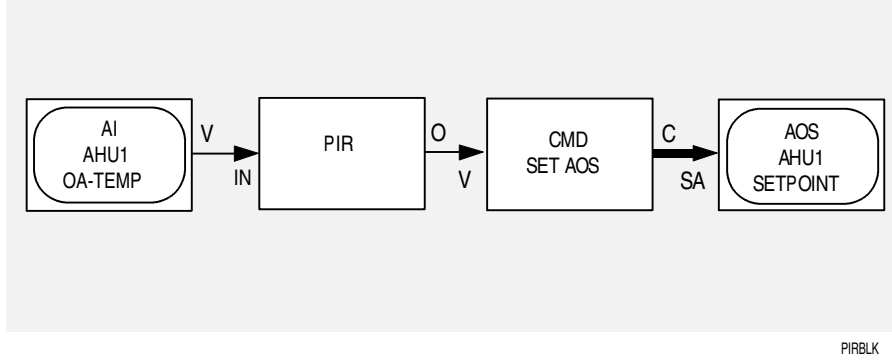 AI
AHU1
OA-TEMP
V
IN
PIR
O
V
CMD
SET AOS
C
SA
AOS
AHU1
SETPOINT
PIRBLK